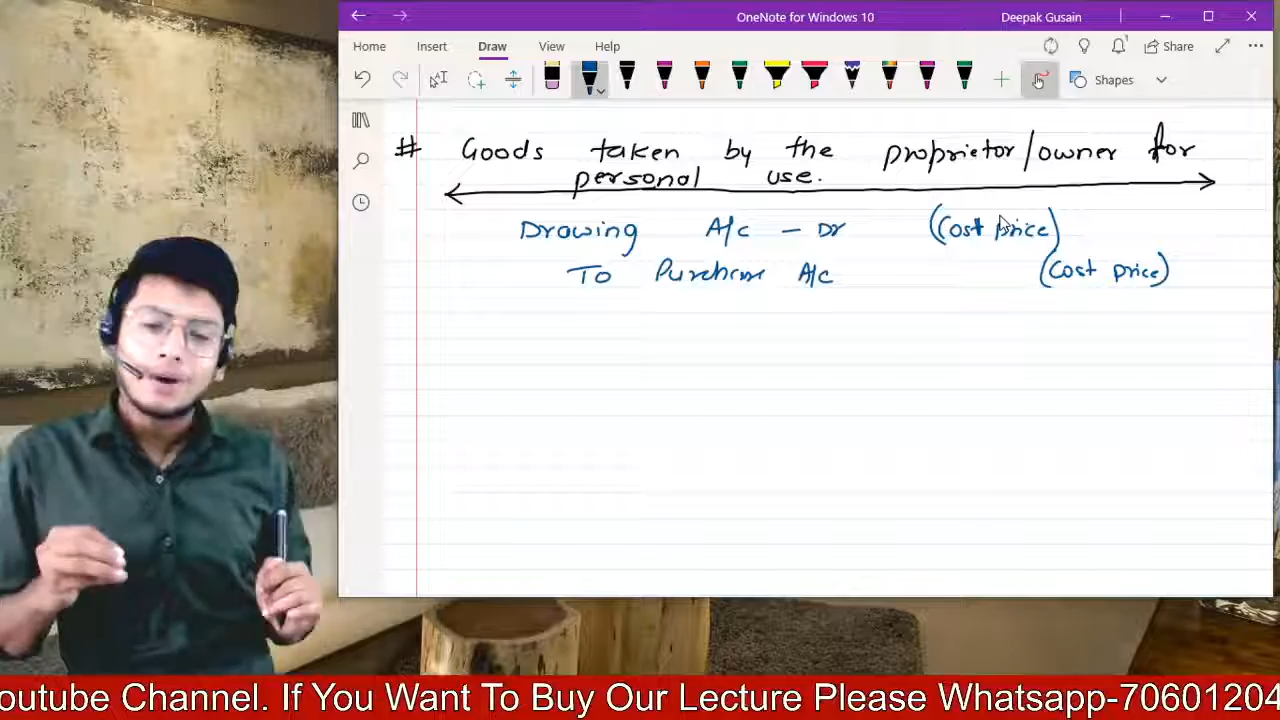 OneNote for Windows 10
Deepak Gusain
Home Insert Draw View Help
Share
Shapes
# Goods taken by the proprietor/owner for
personal use.
Drawing A/c - Dr (Cost price)
To Purchase A/c (Cost price)
outube Channel. If You Want To Buy Our Lecture Please Whatsapp-70601204